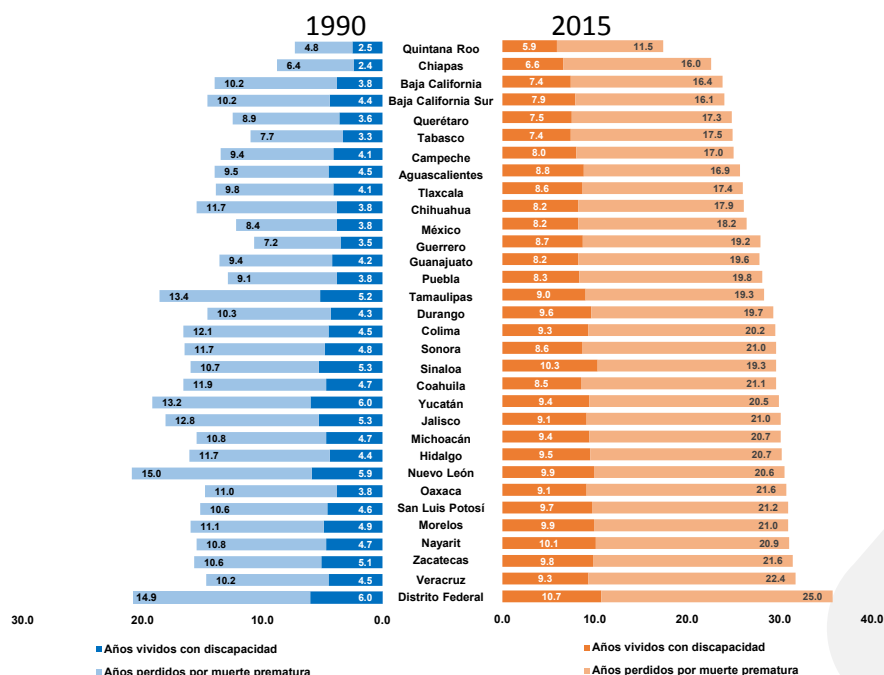 1990 2015
4.8 2.5 Quintana Roo 5.9 11.5
6.4 2.4 Chiapas 6.6 16.0
10.2 3.8 Baja California 7.4 16.4
10.2 4.4 Baja California Sur 7.9 16.1
8.9 3.6 Querétaro 7.5 17.3
7.7 3.3 Tabasco 7.4 17.5
9.4 4.1 Campeche 8.0 17.0
9.5 4.5 Aguascalientes 8.8 16.9
9.8 4.1 Tlaxcala 8.6 17.4
11.7 3.8 Chihuahua 8.2 17.9
8.4 3.8 México 8.2 18.2
7.2 3.5 Guerrero 8.7 19.2
9.4 4.2 Guanajuato 8.2 19.6
9.1 3.8 Puebla 8.3 19.8
13.4 5.2 Tamaulipas 9.0 19.3
10.3 4.3 Durango 9.6 19.7
12.1 4.5 Colima 9.3 20.2
11.7 4.8 Sonora 8.6 21.0
10.7 5.3 Sinaloa 10.3 19.3
11.9 4.7 Coahuila 8.5 21.1
13.2 6.0 Yucatán 9.4 20.5
12.8 5.3 Jalisco 9.1 21.0
10.8 4.7 Michoacán 9.4 20.7
11.7 4.4 Hidalgo 9.5 20.7
15.0 5.9 Nuevo León 9.9 20.6
11.0 3.8 Oaxaca 9.1 21.6
10.6 4.6 San Luis Potosí 9.7 21.2
11.1 4.9 Morelos 9.9 21.0
10.8 4.7 Nayarit 10.1 20.9
10.6 5.1 Zacatecas 9.8 21.6
10.2 4.5 Veracruz 9.3 22.4
14.9 6.0 Distrito Federal 10.7 25.0
30.0 20.0 10.0 0.0 0.0 10.0 20.0 30.0 40.0
Años vividos con discapacidad Años vividos con discapacidad
Años perdidos por muerte prematura Años perdidos por muerte prematura